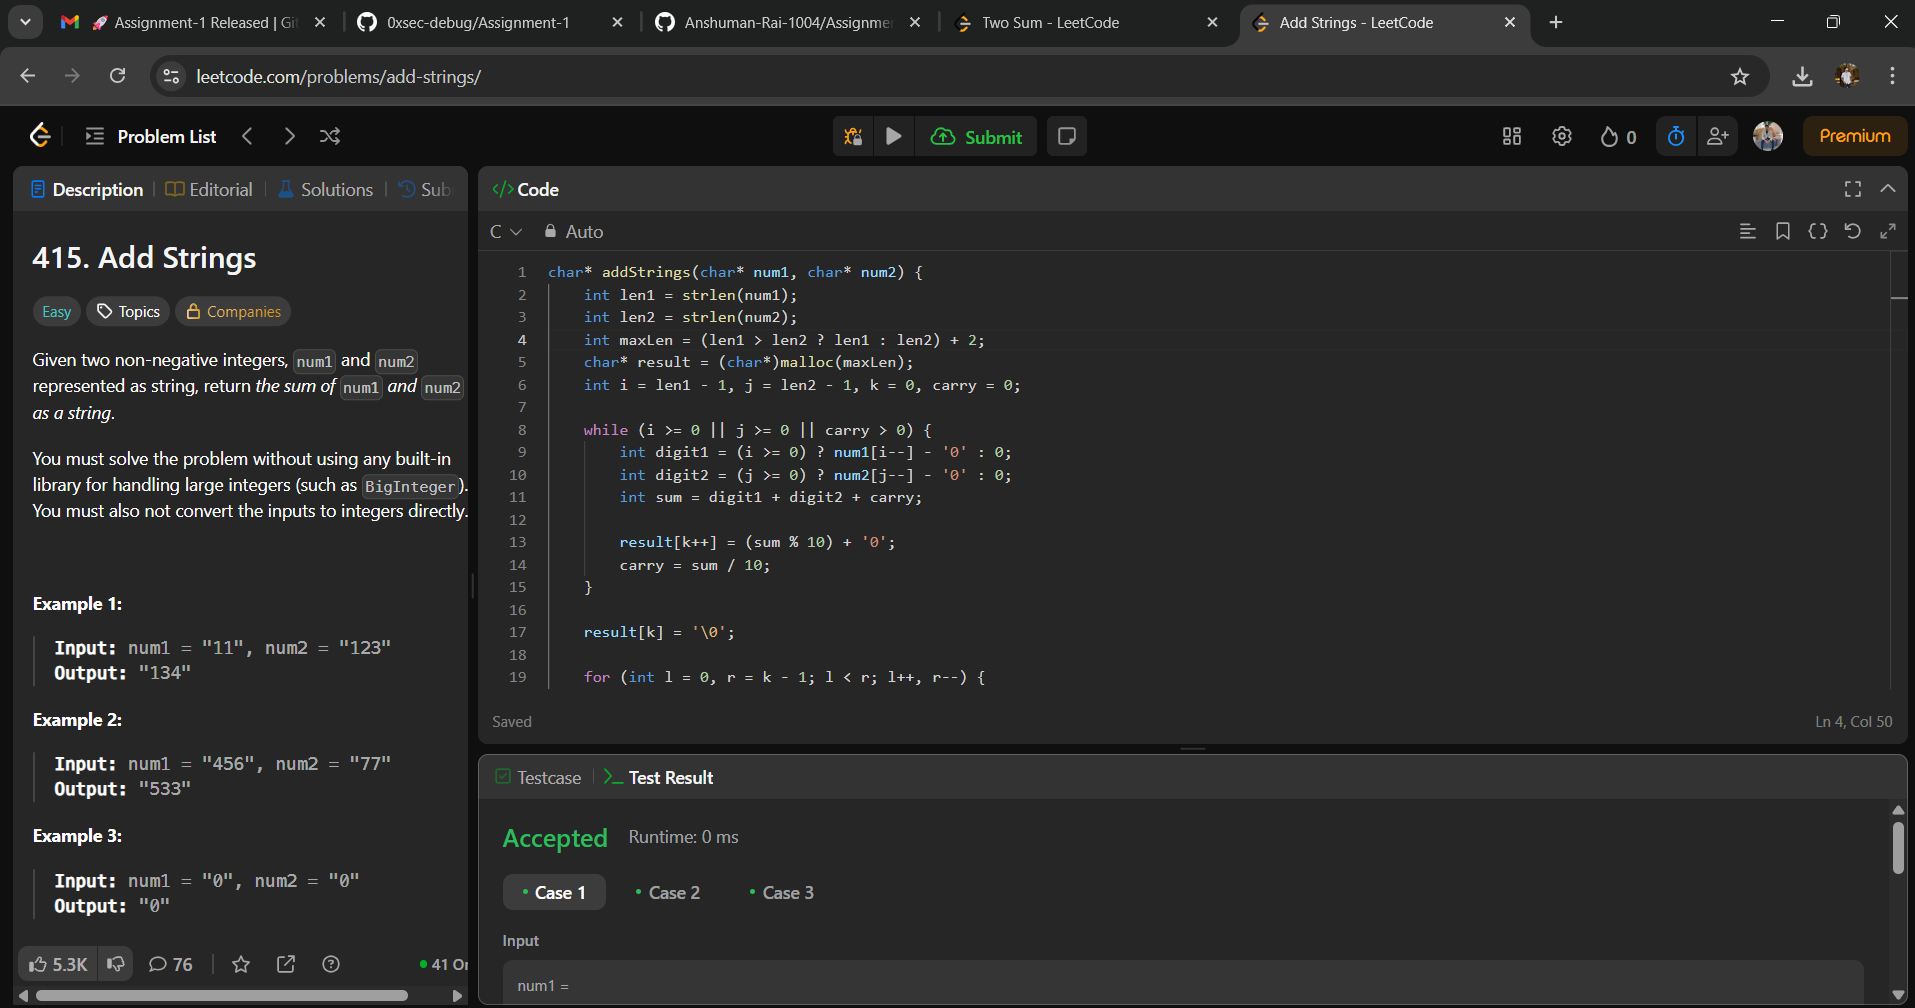 🚀 Assignment-1 Released | Git
0xsec-debug/Assignment-1
Anshuman-Rai-1004/Assignmen
Two Sum - LeetCode
Add Strings - LeetCode
leetcode.com/problems/add-strings/
Problem List
Submit
0
Premium
Description
Editorial
Solutions
Sub
415. Add Strings
Easy
Topics
Companies
Given two non-negative integers, num1 and num2
represented as string, return the sum of num1 and num2
as a string.
You must solve the problem without using any built-in
library for handling large integers (such as BigInteger).
You must also not convert the inputs to integers directly.
Example 1:
Input: num1 = "11", num2 = "123"
Output: "134"
Example 2:
Input: num1 = "456", num2 = "77"
Output: "533"
Example 3:
Input: num1 = "0", num2 = "0"
Output: "0"
5.3K
76
41 On
</> Code
C
Auto
1 char* addStrings(char* num1, char* num2) {
2 int len1 = strlen(num1);
3 int len2 = strlen(num2);
4 int maxLen = (len1 > len2 ? len1 : len2) + 2;
5 char* result = (char*)malloc(maxLen);
6 int i = len1 - 1, j = len2 - 1, k = 0, carry = 0;
7
8 while (i >= 0 || j >= 0 || carry > 0) {
9 int digit1 = (i >= 0) ? num1[i--] - '0' : 0;
10 int digit2 = (j >= 0) ? num2[j--] - '0' : 0;
11 int sum = digit1 + digit2 + carry;
12
13 result[k++] = (sum % 10) + '0';
14 carry = sum / 10;
15 }
16
17 result[k] = '\0';
18
19 for (int l = 0, r = k - 1; l < r; l++, r--) {
Saved
Ln 4, Col 50
Testcase
Test Result
Accepted
Runtime: 0 ms
Case 1
Case 2
Case 3
Input
num1 =